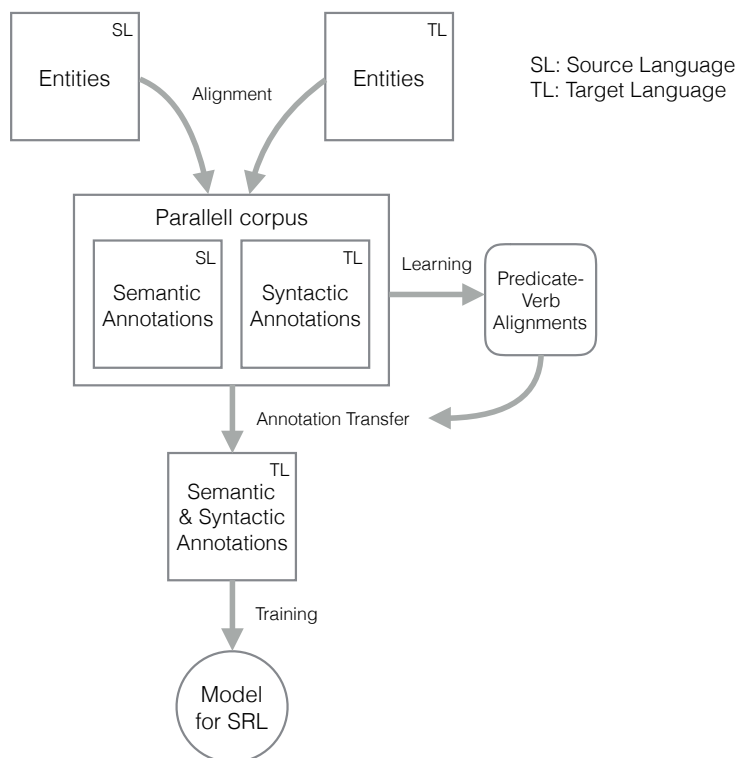 SL
Entities
Alignment
TL
Entities
SL: Source Language
TL: Target Language
Parallell corpus
SL
Semantic
Annotations
TL
Syntactic
Annotations
Learning
Predicate-
Verb
Alignments
Annotation Transfer
TL
Semantic
& Syntactic
Annotations
Training
Model
for SRL